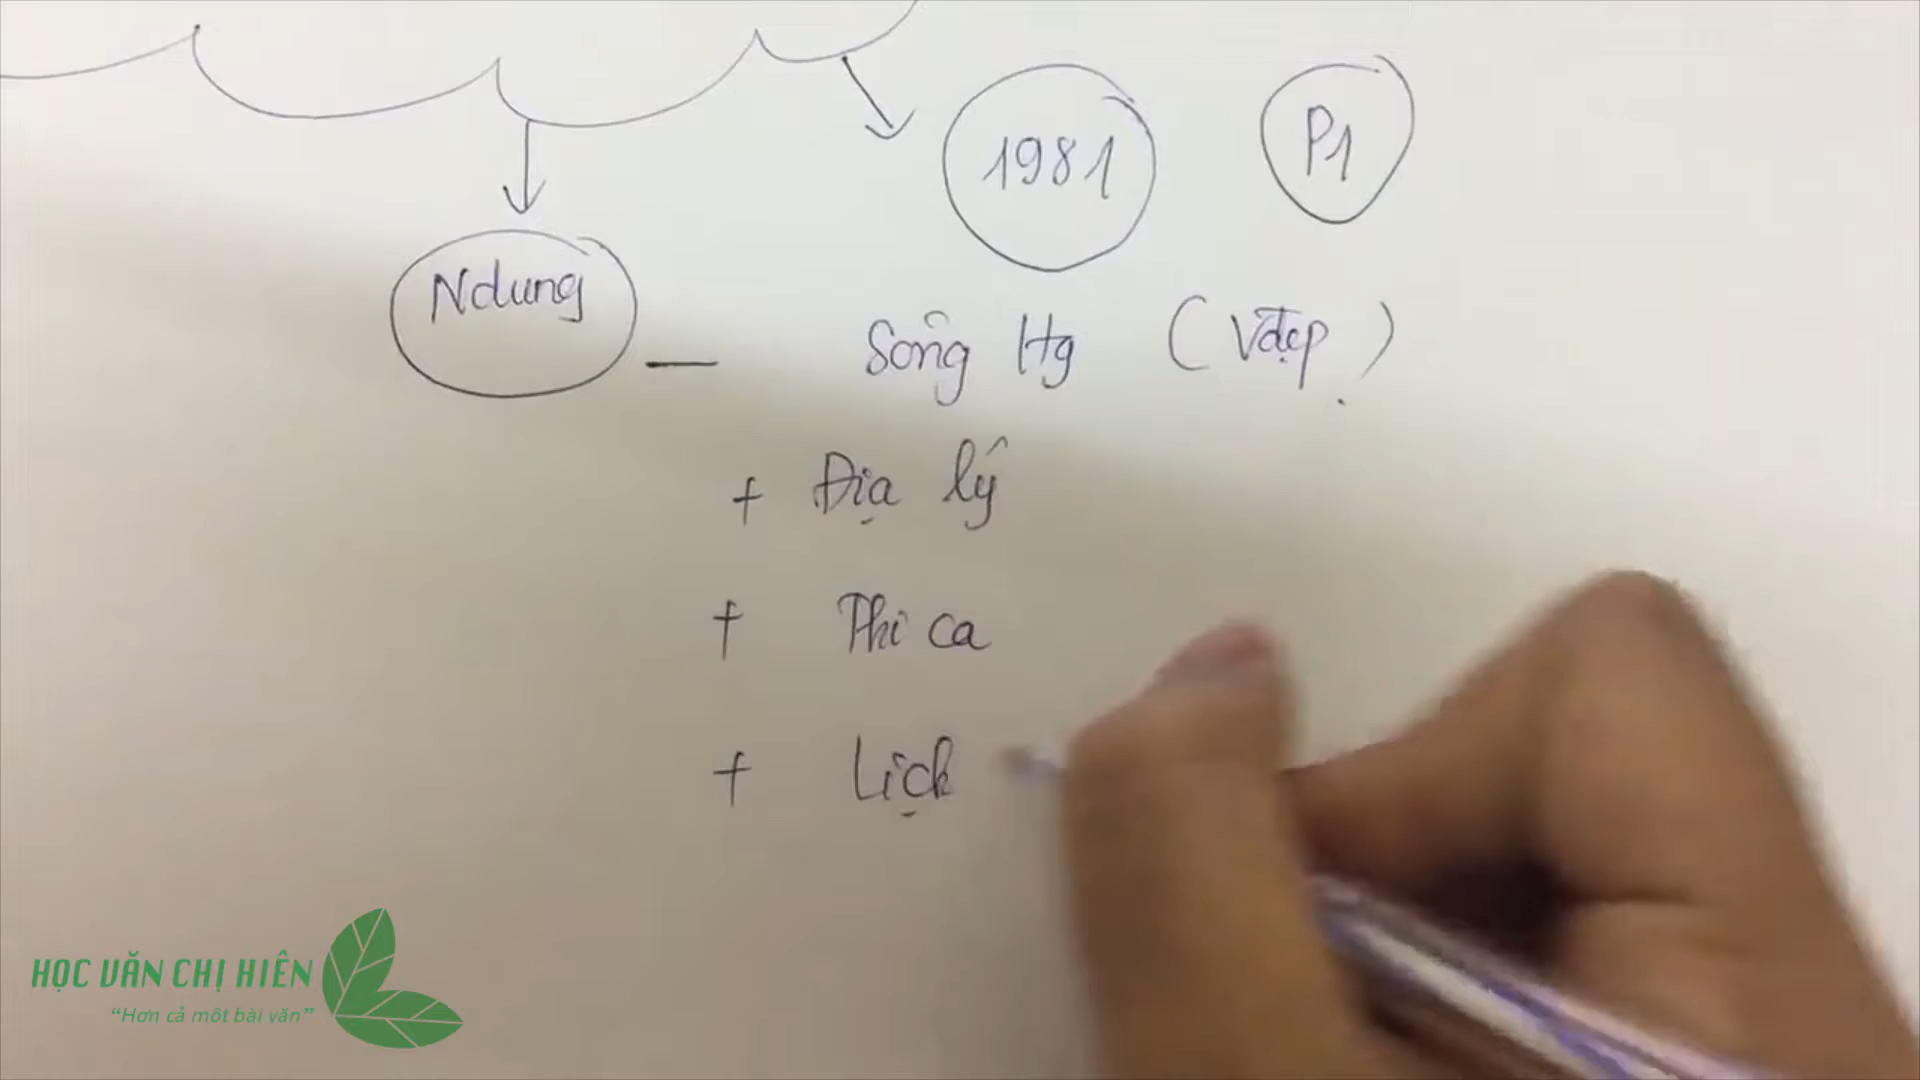 1981
P1
Ndung
— Sông Hg (Vđẹp)
+ Địa lý
+ Thi ca
+ Lịch
HỌC VĂN CHỊ HIÊN
“Hơn cả một bài văn”